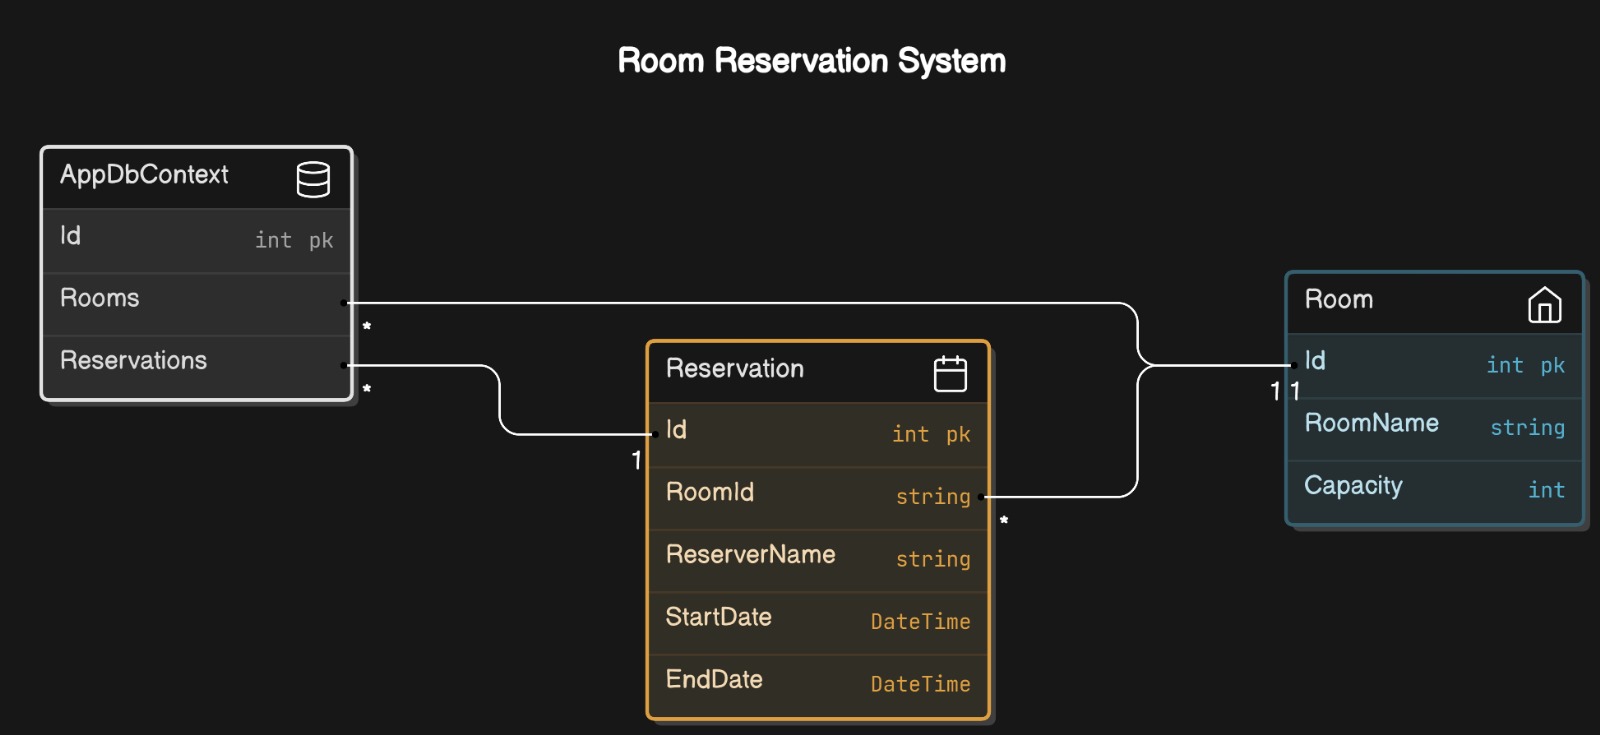 Room Reservation System
AppDbContext
Id int pk
Rooms
*
Reservations
*
Reservation
Id int pk
1
RoomId string
*
ReserverName string
StartDate DateTime
EndDate DateTime
Room
Id int pk
1 1
RoomName string
Capacity int